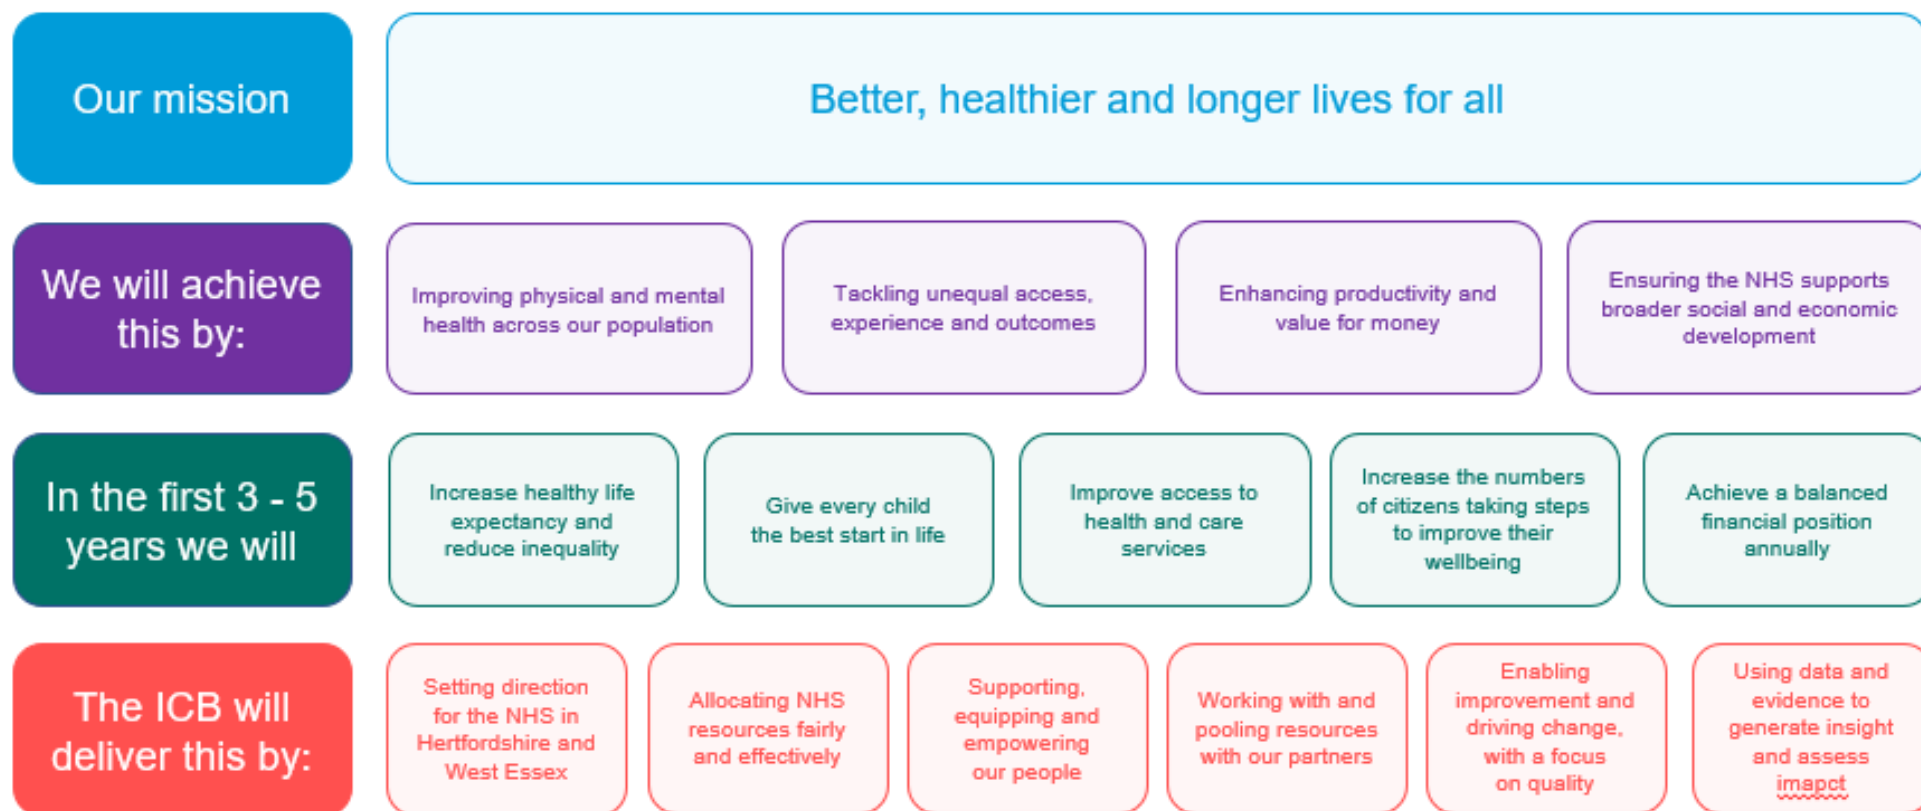 Our mission
Better, healthier and longer lives for all
We will achieve
this by:
Improving physical and mental
health across our population
Tackling unequal access,
experience and outcomes
Enhancing productivity and
value for money
Ensuring the NHS supports
broader social and economic
development
In the first 3 - 5
years we will
Increase healthy life
expectancy and
reduce inequality
Give every child
the best start in life
Improve access to
health and care
services
Increase the numbers
of citizens taking steps
to improve their
wellbeing
Achieve a balanced
financial position
annually
The ICB will
deliver this by:
Setting direction
for the NHS in
Hertfordshire and
West Essex
Allocating NHS
resources fairly
and effectively
Supporting,
equipping and
empowering
our people
Working with and
pooling resources
with our partners
Enabling
improvement and
driving change,
with a focus
on quality
Using data and
evidence to
generate insight
and assess
imapct